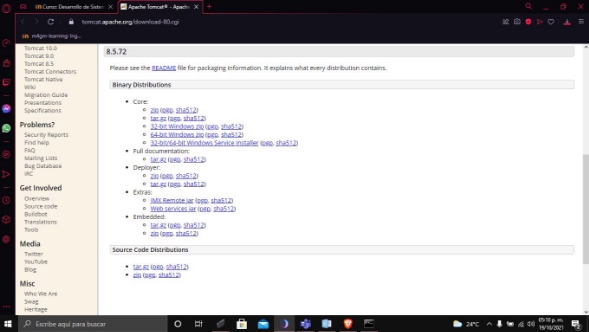 Curso: Desarrollo de Sister
Apache Tomcat® - Apach
tomcat.apache.org/download-80.cgi
Tomcat 10.0
Tomcat 9.0
Tomcat 8.5
Tomcat Connectors
Tomcat Native
Wiki
Migration Guide
Presentations
Specifications
Problems?
Security Reports
Find help
FAQ
Mailing Lists
Bug Database
IRC
Get Involved
Overview
Source code
Buildbot
Translations
Tools
Media
Twitter
YouTube
Blog
Misc
Who We Are
Swag
Heritage
8.5.72
Please see the README file for packaging information. It explains what every distribution contains.
Binary Distributions
Core:
zip (pgp, sha512)
tar.gz (pgp, sha512)
32-bit Windows zip (pgp, sha512)
64-bit Windows zip (pgp, sha512)
32-bit/64-bit Windows Service Installer (pgp, sha512)
Full documentation:
tar.gz (pgp, sha512)
Deployer:
zip (pgp, sha512)
tar.gz (pgp, sha512)
Extras:
JMX Remote jar (pgp, sha512)
Web services jar (pgp, sha512)
Embedded:
tar.gz (pgp, sha512)
zip (pgp, sha512)
Source Code Distributions
tar.gz (pgp, sha512)
zip (pgp, sha512)
Escribe aquí para buscar
24°C
05:10 p. m.
19/10/2021